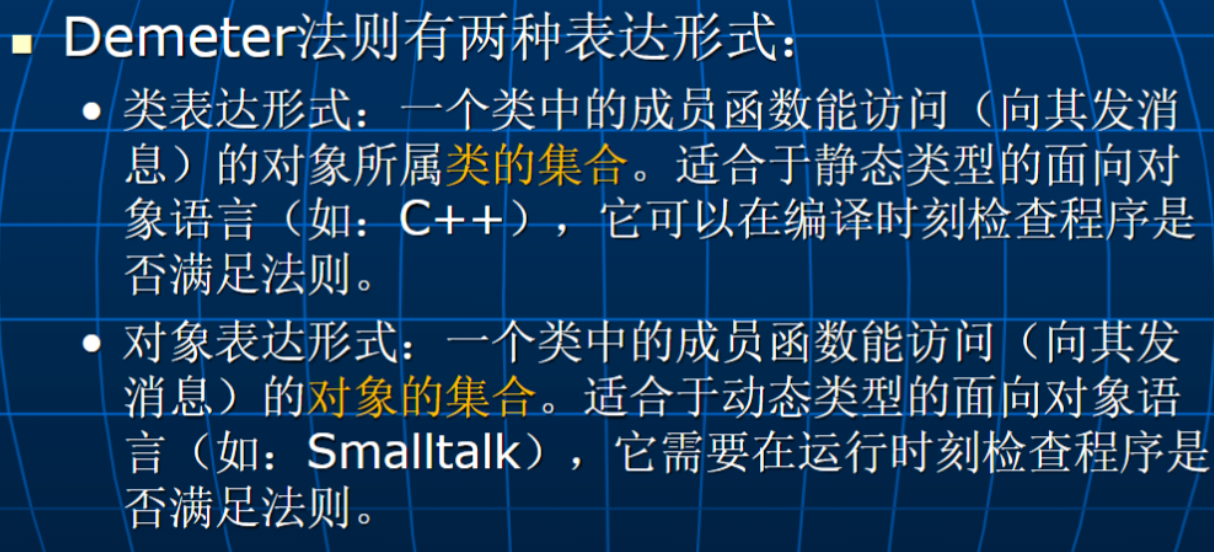 Demeter法则有两种表达形式：
类表达形式：一个类中的成员函数能访问（向其发消
息）的对象所属类的集合。适合于静态类型的面向对
象语言（如：C++），它可以在编译时刻检查程序是
否满足法则。
对象表达形式：一个类中的成员函数能访问（向其发
消息）的对象的集合。适合于动态类型的面向对象语
言（如：Smalltalk），它需要在运行时刻检查程序是
否满足法则。